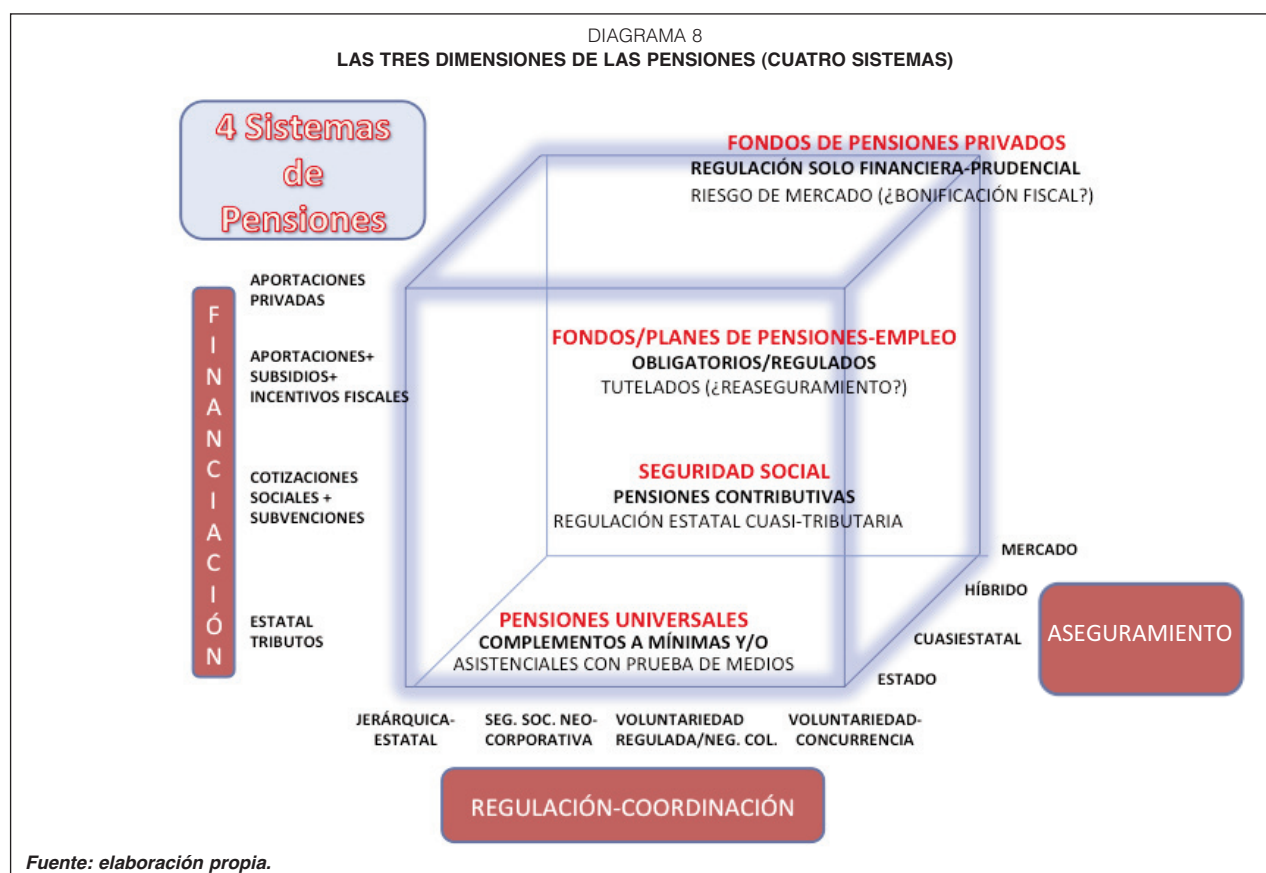 DIAGRAMA 8
LAS TRES DIMENSIONES DE LAS PENSIONES (CUATRO SISTEMAS)
4 Sistemas
de
Pensiones
FONDOS DE PENSIONES PRIVADOS
REGULACIÓN SOLO FINANCIERA-PRUDENCIAL
RIESGO DE MERCADO (¿BONIFICACIÓN FISCAL?)
FINANCIACIÓN
APORTACIONES
PRIVADAS
APORTACIONES+
SUBSIDIOS+
INCENTIVOS FISCALES
COTIZACIONES
SOCIALES +
SUBVENCIONES
ESTATAL
TRIBUTOS
FONDOS/PLANES DE PENSIONES-EMPLEO
OBLIGATORIOS/REGULADOS
TUTELADOS (¿REASEGURAMIENTO?)
SEGURIDAD SOCIAL
PENSIONES CONTRIBUTIVAS
REGULACIÓN ESTATAL CUASI-TRIBUTARIA
PENSIONES UNIVERSALES
COMPLEMENTOS A MÍNIMAS Y/O
ASISTENCIALES CON PRUEBA DE MEDIOS
MERCADO
HÍBRIDO
CUASIESTATAL
ESTADO
ASEGURAMIENTO
JERÁRQUICA-
ESTATAL
SEG. SOC. NEO-
CORPORATIVA
VOLUNTARIEDAD
REGULADA/NEG. COL.
VOLUNTARIEDAD-
CONCURRENCIA
REGULACIÓN-COORDINACIÓN
Fuente: elaboración propia.